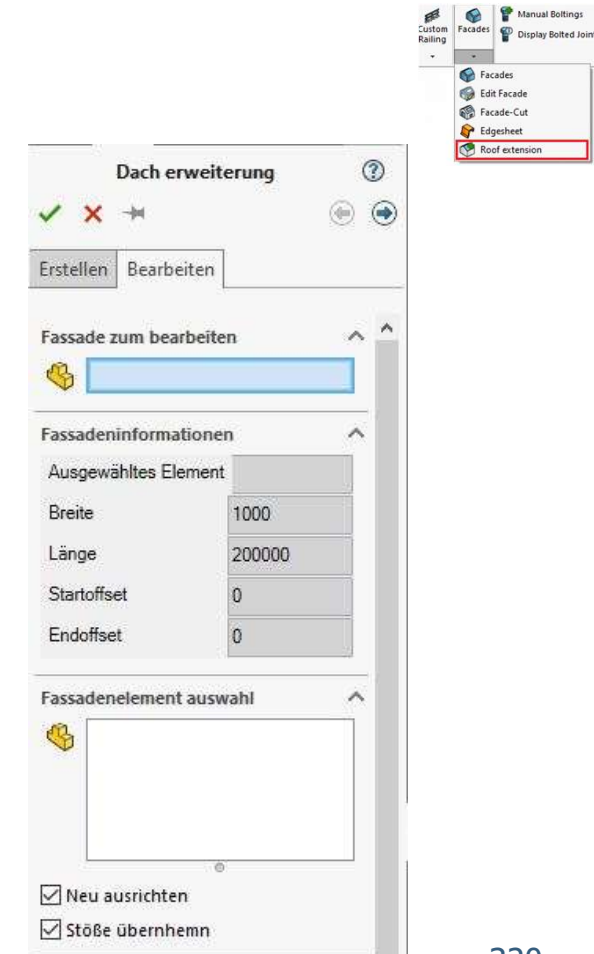 Manual Boltings
Custom Railing
Facades
Display Bolted Join
Facades
Edit Facade
Facade-Cut
Edgesheet
Roof extension
Dach erweiterung
Erstellen
Bearbeiten
Fassade zum bearbeiten
Fassadeninformationen
Ausgewähltes Element
Breite 1000
Länge 200000
Startoffset 0
Endoffset 0
Fassadenelement auswahl
Neu ausrichten
Stöße übernhemn